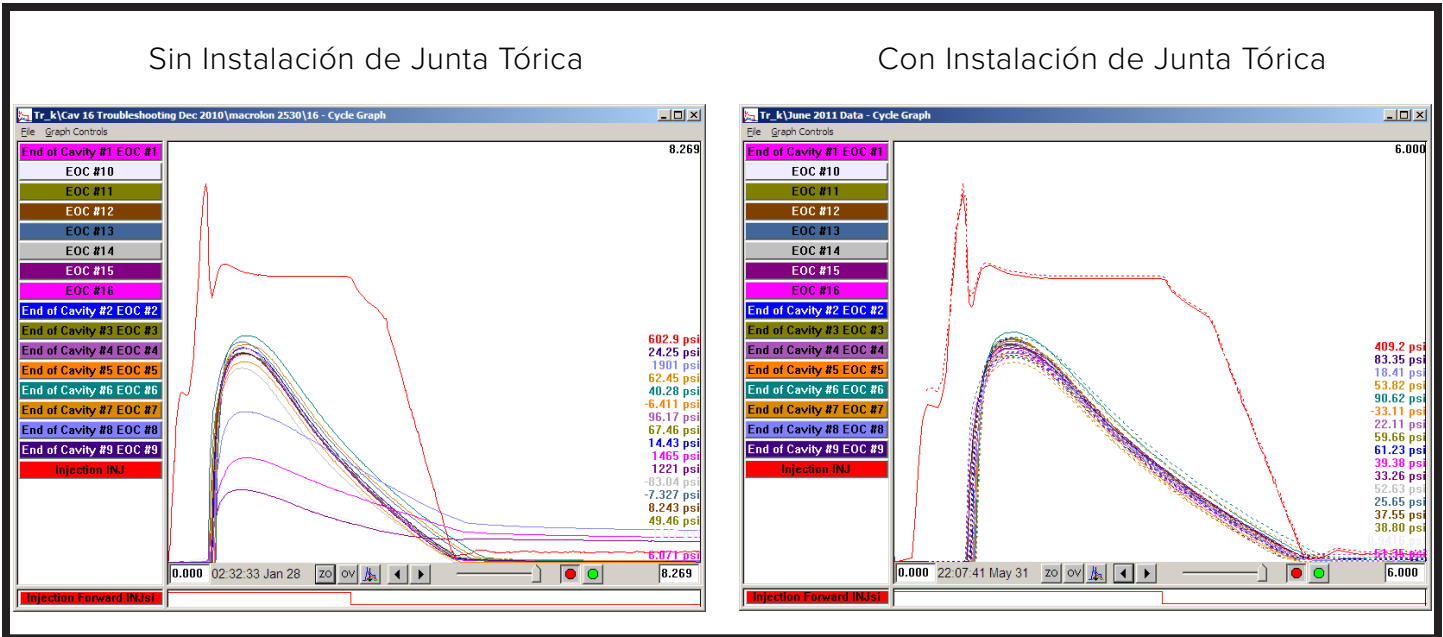 Sin Instalación de Junta Tórica
Tr_k\Cav 16 Troubleshooting Dec 2010\macrolon 2530\16 - Cycle Graph
File Graph Controls
End of Cavity #1 EOC #1
EOC #10
EOC #11
EOC #12
EOC #13
EOC #14
EOC #15
EOC #16
End of Cavity #2 EOC #2
End of Cavity #3 EOC #3
End of Cavity #4 EOC #4
End of Cavity #5 EOC #5
End of Cavity #6 EOC #6
End of Cavity #7 EOC #7
End of Cavity #8 EOC #8
End of Cavity #9 EOC #9
Injection INJ
8.269
602.9 psi
24.25 psi
1901 psi
62.45 psi
40.28 psi
-6.411 psi
96.17 psi
67.46 psi
14.43 psi
1465 psi
1221 psi
-83.04 psi
-7.327 psi
8.243 psi
49.46 psi
6.071 psi
0.000 02:32:33 Jan 28 ZO OV 8.269
Injection Forward INJsi
Con Instalación de Junta Tórica
Tr_k\June 2011 Data - Cycle Graph
File Graph Controls
End of Cavity #1 EOC #1
EOC #10
EOC #11
EOC #12
EOC #13
EOC #14
EOC #15
EOC #16
End of Cavity #2 EOC #2
End of Cavity #3 EOC #3
End of Cavity #4 EOC #4
End of Cavity #5 EOC #5
End of Cavity #6 EOC #6
End of Cavity #7 EOC #7
End of Cavity #8 EOC #8
End of Cavity #9 EOC #9
Injection INJ
6.000
409.2 psi
83.35 psi
18.41 psi
53.82 psi
90.62 psi
-33.11 psi
22.11 psi
59.66 psi
61.23 psi
39.38 psi
33.26 psi
52.63 psi
25.65 psi
37.55 psi
38.80 psi
0.000 22:07:41 May 31 ZO OV 6.000
Injection Forward INJsi